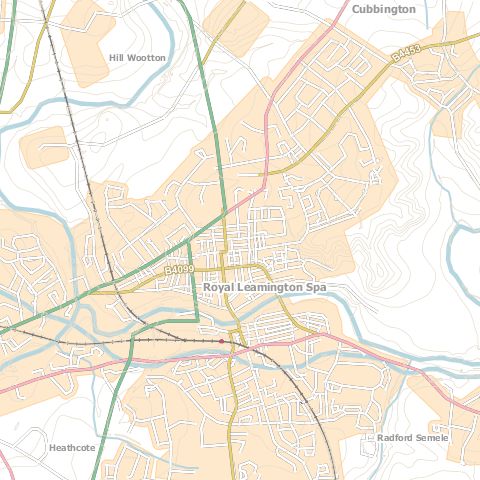 Cubbington
Hill Wootton
B4453
B4099
Royal Leamington Spa
Radford Semele
Heathcote